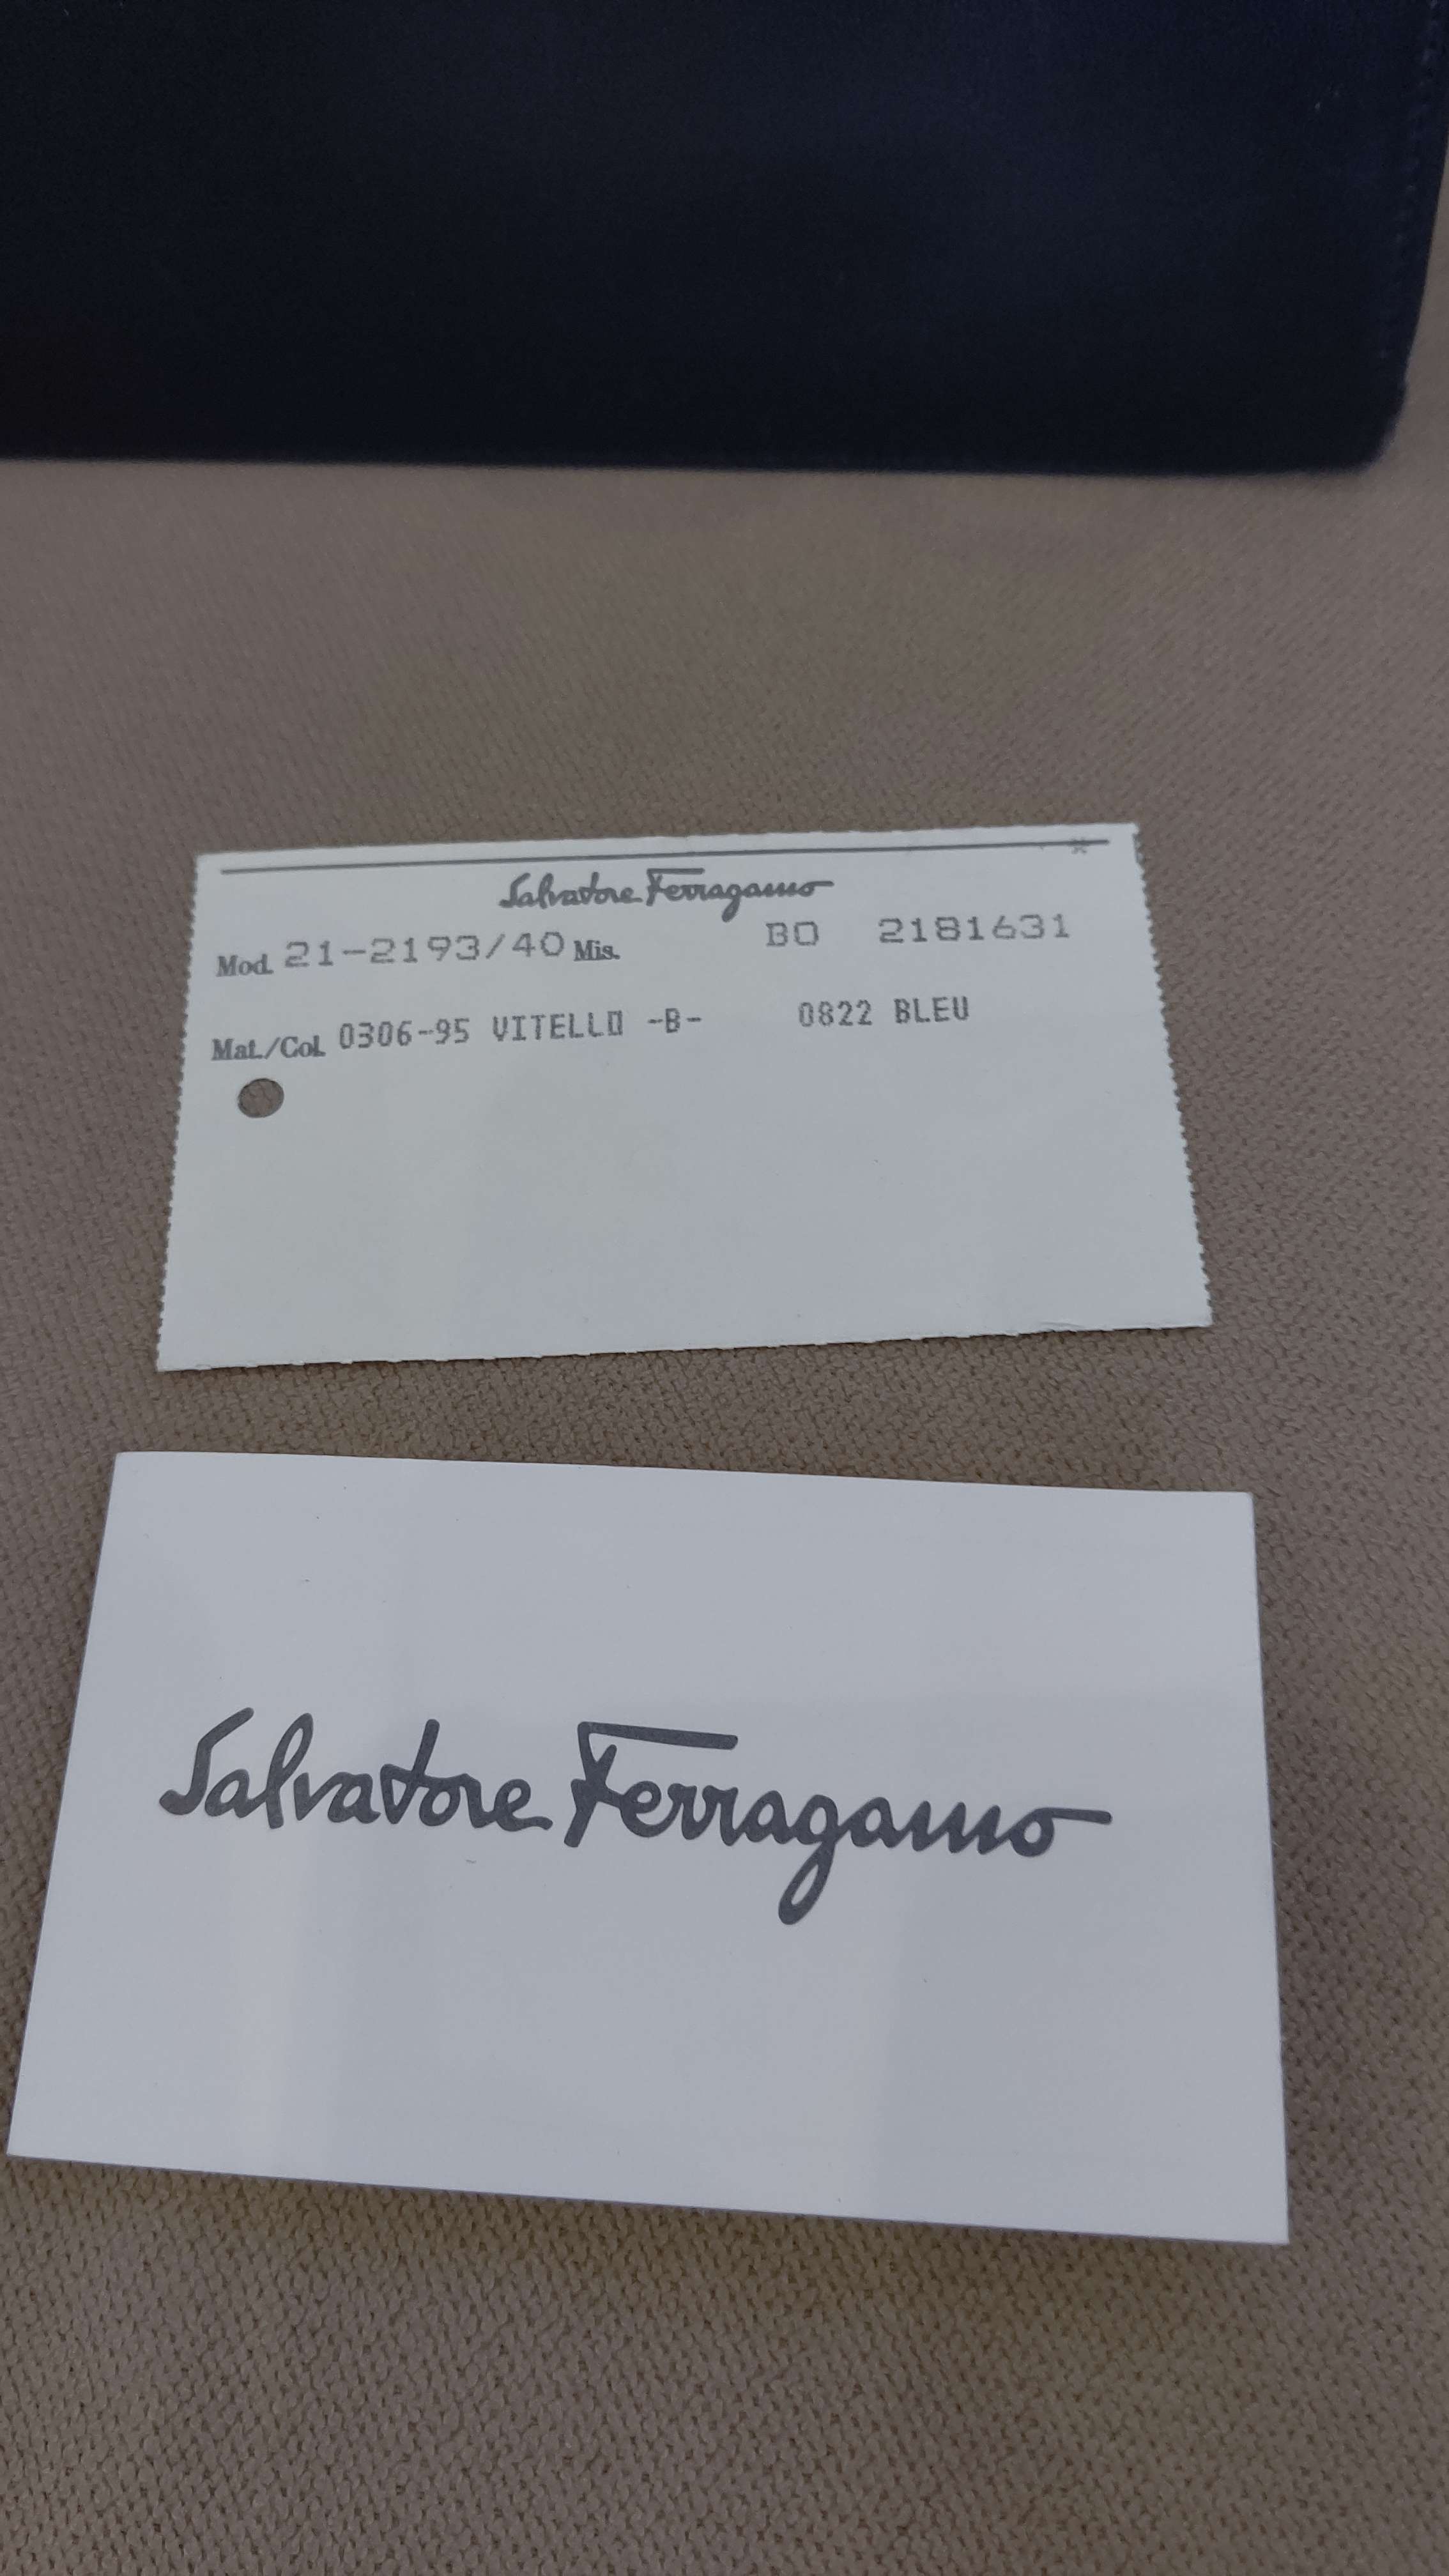 Salvatore Ferragamo
Mod. 21-2193/40 Mis. BO 2181631
Mat./Col. 0306-95 VITELLO -B- 0822 BLEU
Salvatore Ferragamo